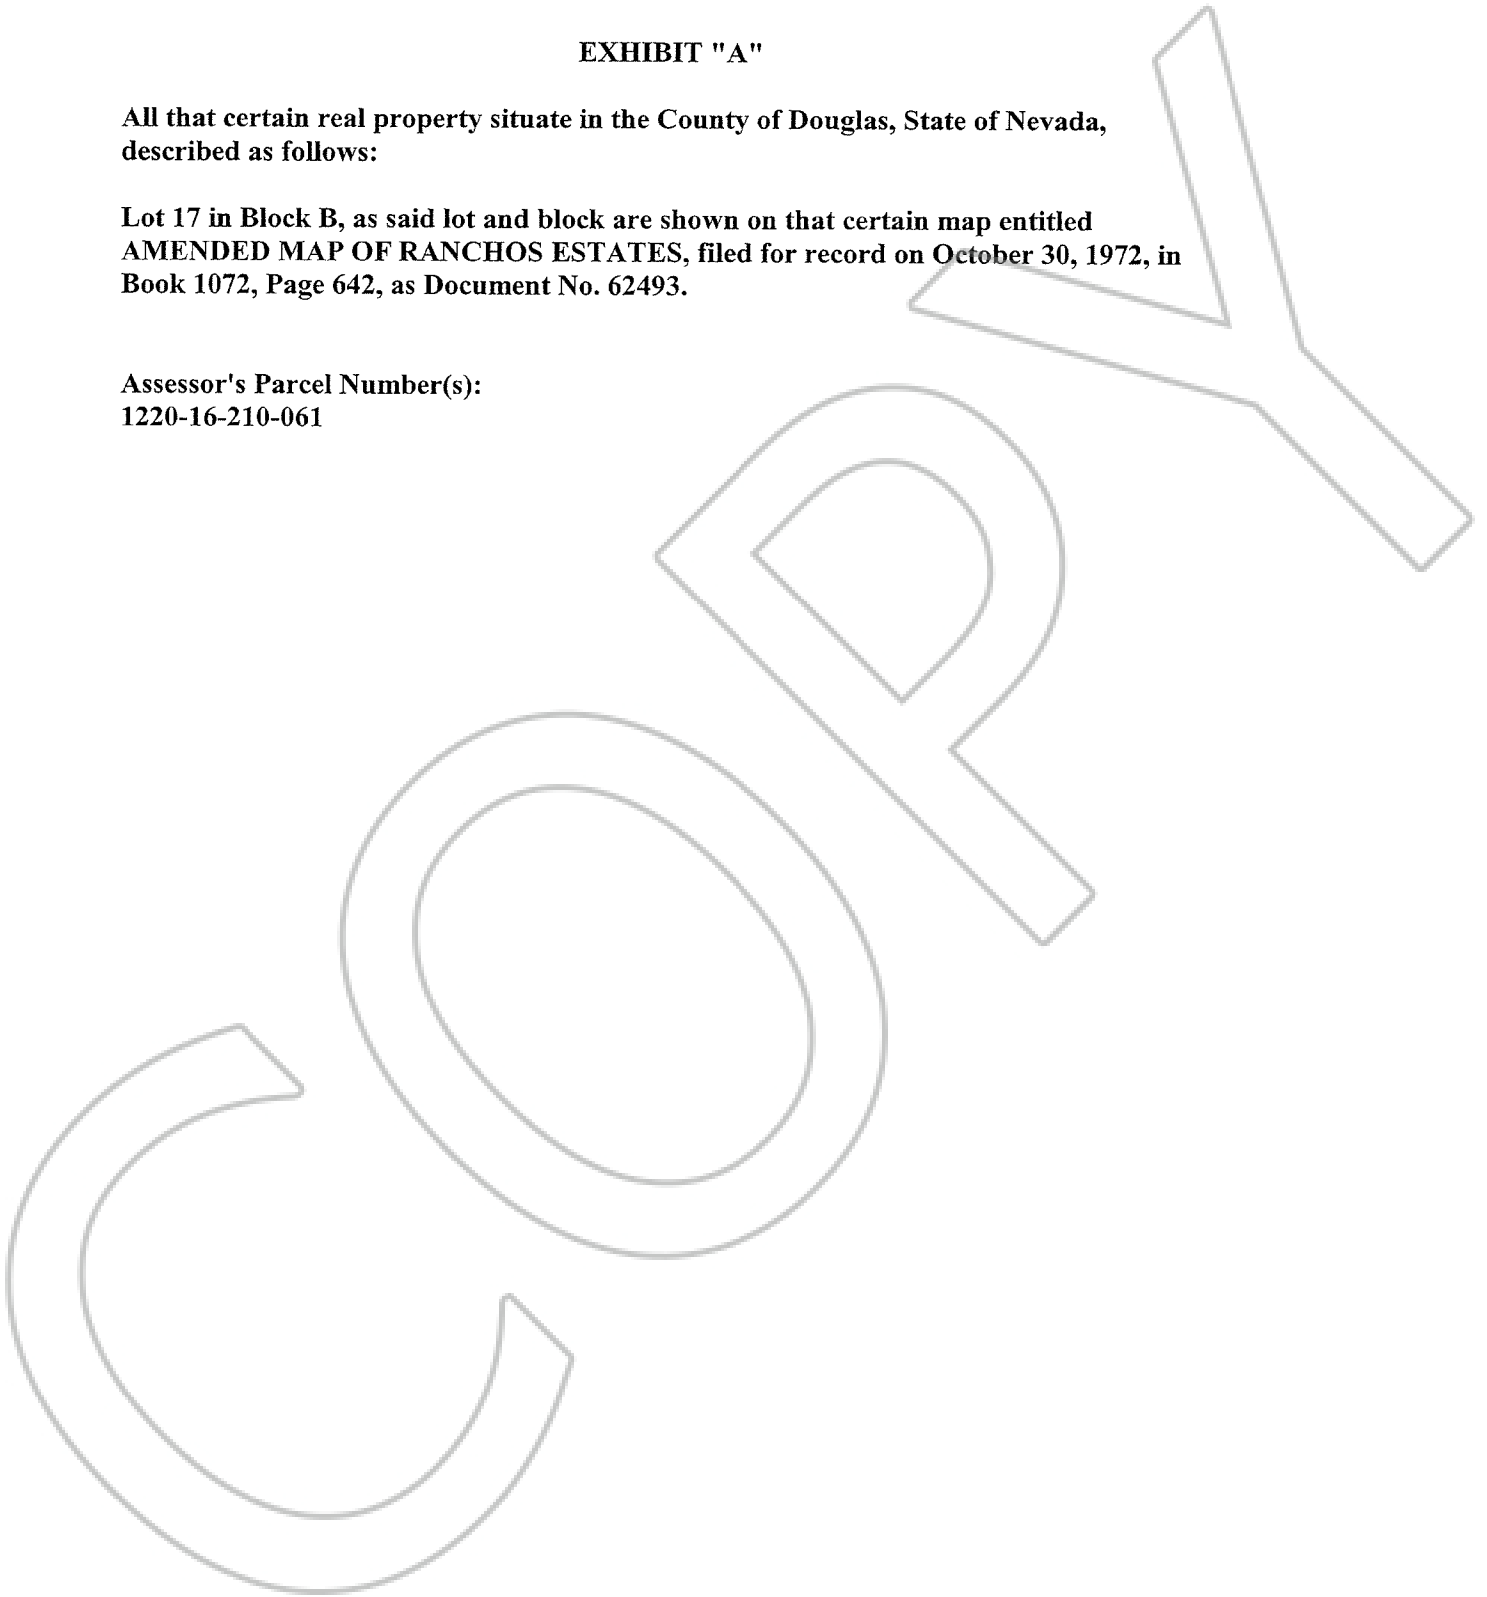 EXHIBIT "A"
All that certain real property situate in the County of Douglas, State of Nevada,
described as follows:
Lot 17 in Block B, as said lot and block are shown on that certain map entitled
AMENDED MAP OF RANCHOS ESTATES, filed for record on October 30, 1972, in
Book 1072, Page 642, as Document No. 62493.
Assessor's Parcel Number(s):
1220-16-210-061
COPY